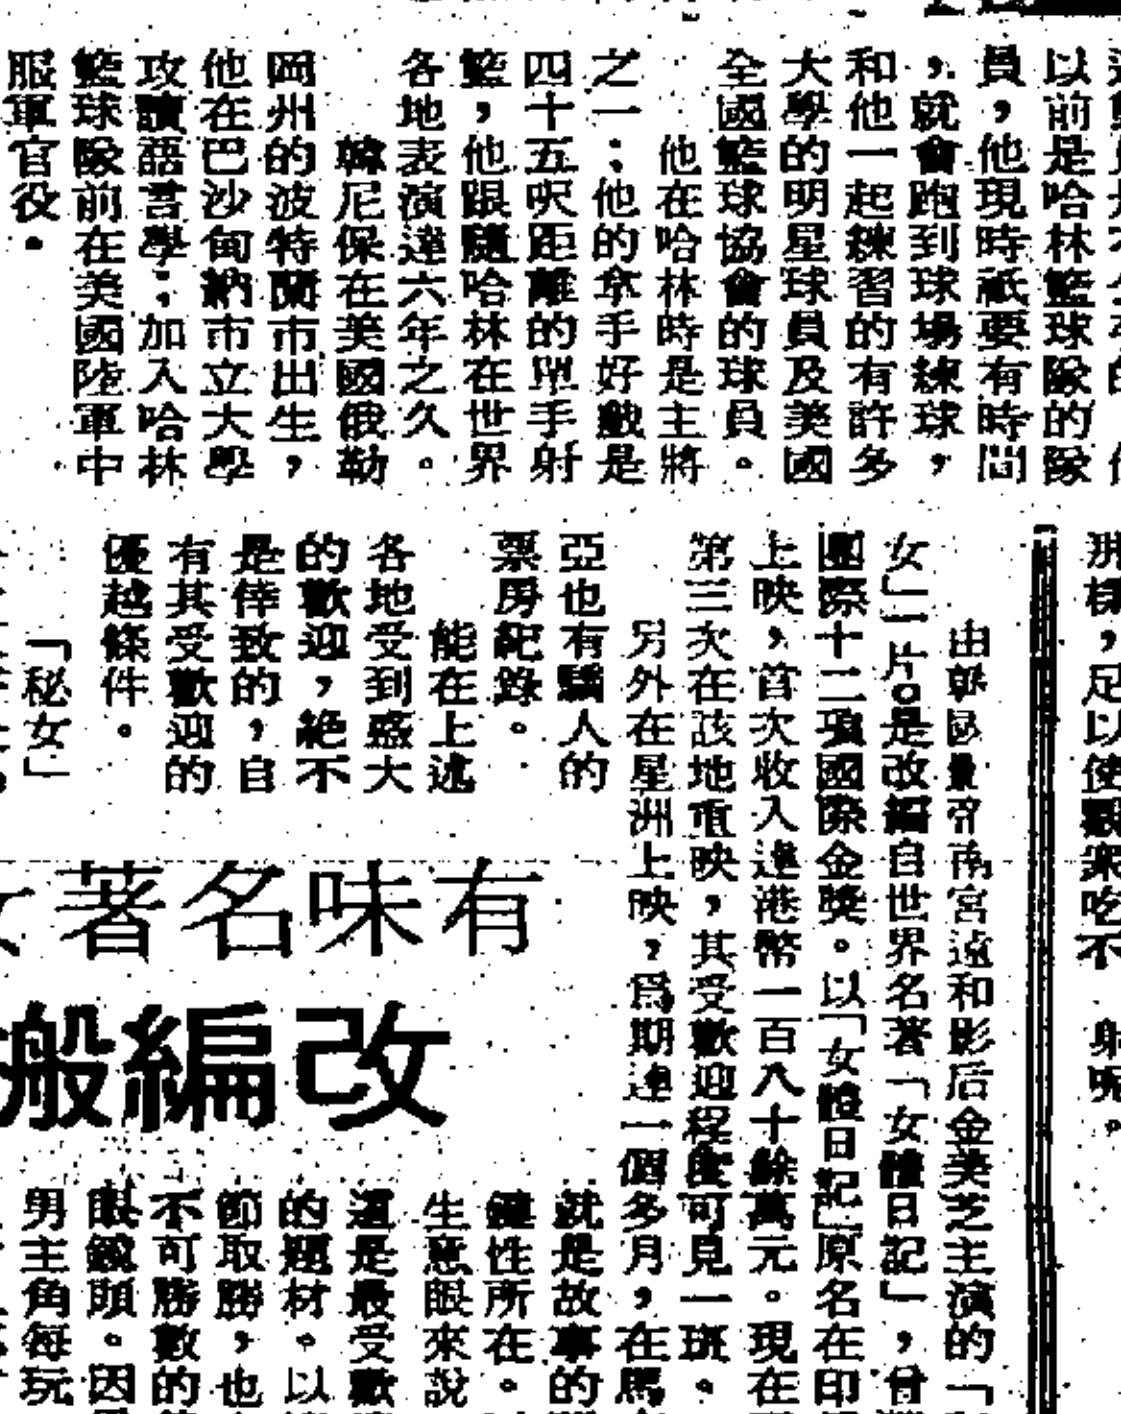 以前是哈林籃球隊的隊
員，他現時祇要有時間
，就會跑到球場練球，
和他一起練習的有許多
大學的明星球員及美國
全國籃球協會的球員。
他在哈林時是主將
之一；他的拿手好戲是
四十五呎距離的單手射
籃，他跟隨哈林在世界
各地表演達六年之久。
韓尼保在美國俄勒
岡州的波特蘭市出生，
他在巴沙甸納市立大學
攻讀語言學；加入哈林
籃球隊前在美國陸軍中
服軍官役。
，足以使觀眾吃不
射呢。
由韓國影帝南宮遠和影后金美芝主演的「
女」一片。是改編自世界名著「女體日記」，曾
國際十二項國際金獎。以「女體日記」原名在印
上映，首次收入達港幣一百八十餘萬元。現在
第三次在該地重映，其受歡迎程度可見一斑。
另外在星洲上映，爲期達一個多月，在馬
亞也有驕人的
票房紀錄。
能在上述
各地受到盛大
的歡迎，絕不
是倖致的，自
有其受歡迎的
優越條件。
「秘女」
有味名著
改編
就是故事的
鍵性所在。
生意眼來說
還是最受歡
的題材。以
節取勝，也
不可勝數的
眼鏡頭。因
男主角每玩